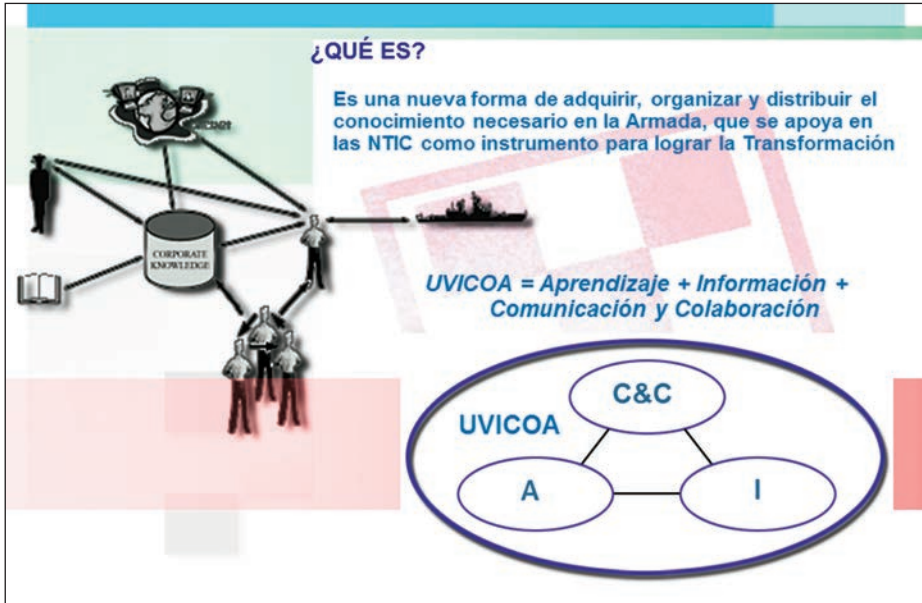 ¿QUÉ ES?
Es una nueva forma de adquirir, organizar y distribuir el
conocimiento necesario en la Armada, que se apoya en
las NTIC como instrumento para lograr la Transformación
CORPORATE
KNOWLEDGE
UVICOA = Aprendizaje + Información +
Comunicación y Colaboración
C&C
UVICOA
A
I